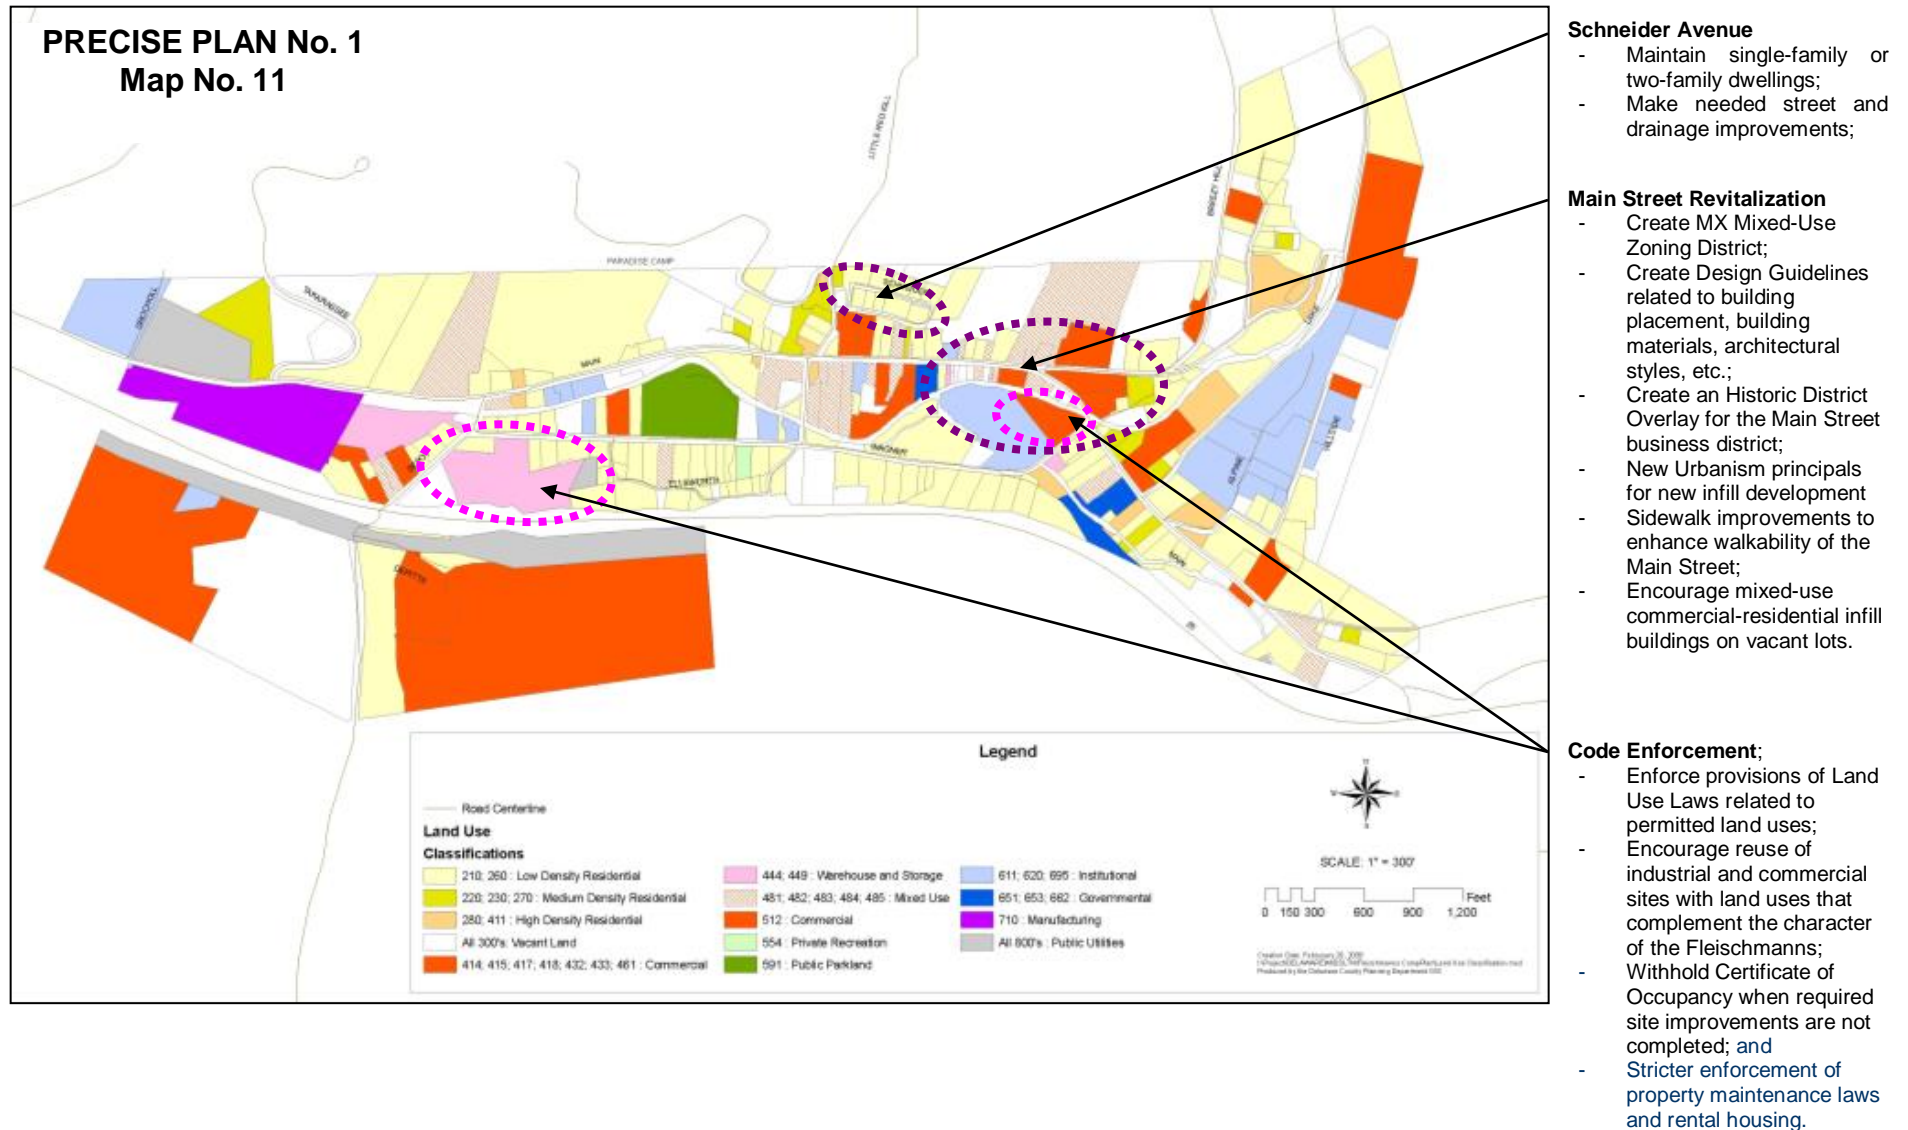 PRECISE PLAN No. 1
Map No. 11
LITTLE RED HILL
BREEZY HILL
PARADISE CAMP
TAMARAGSEE
MAIN
LAKE
WAGNER
ELLSWORTH
ALPINE
DEPOT
MAIN
Legend
Road Centerline
Land Use
Classifications
210; 260 : Low Density Residential
220; 230; 270 : Medium Density Residential
280; 411 : High Density Residential
All 300's: Vacant Land
414; 415; 417; 418; 432; 433; 461 : Commercial
444; 449 : Warehouse and Storage
481; 482; 483; 484; 485 : Mixed Use
512 : Commercial
554 : Private Recreation
591 : Public Parkland
611; 620; 695 : Institutional
651; 653; 662 : Governmental
710 : Manufacturing
All 800's : Public Utilities
SCALE: 1" = 300'
Feet
0 150 300 600 900 1,200
Schneider Avenue
- Maintain single-family or
two-family dwellings;
- Make needed street and
drainage improvements;
Main Street Revitalization
- Create MX Mixed-Use
Zoning District;
- Create Design Guidelines
related to building
placement, building
materials, architectural
styles, etc.;
- Create an Historic District
Overlay for the Main Street
business district;
- New Urbanism principals
for new infill development
- Sidewalk improvements to
enhance walkability of the
Main Street;
- Encourage mixed-use
commercial-residential infill
buildings on vacant lots.
Code Enforcement;
- Enforce provisions of Land
Use Laws related to
permitted land uses;
- Encourage reuse of
industrial and commercial
sites with land uses that
complement the character
of the Fleischmanns;
- Withhold Certificate of
Occupancy when required
site improvements are not
completed; and
- Stricter enforcement of
property maintenance laws
and rental housing.